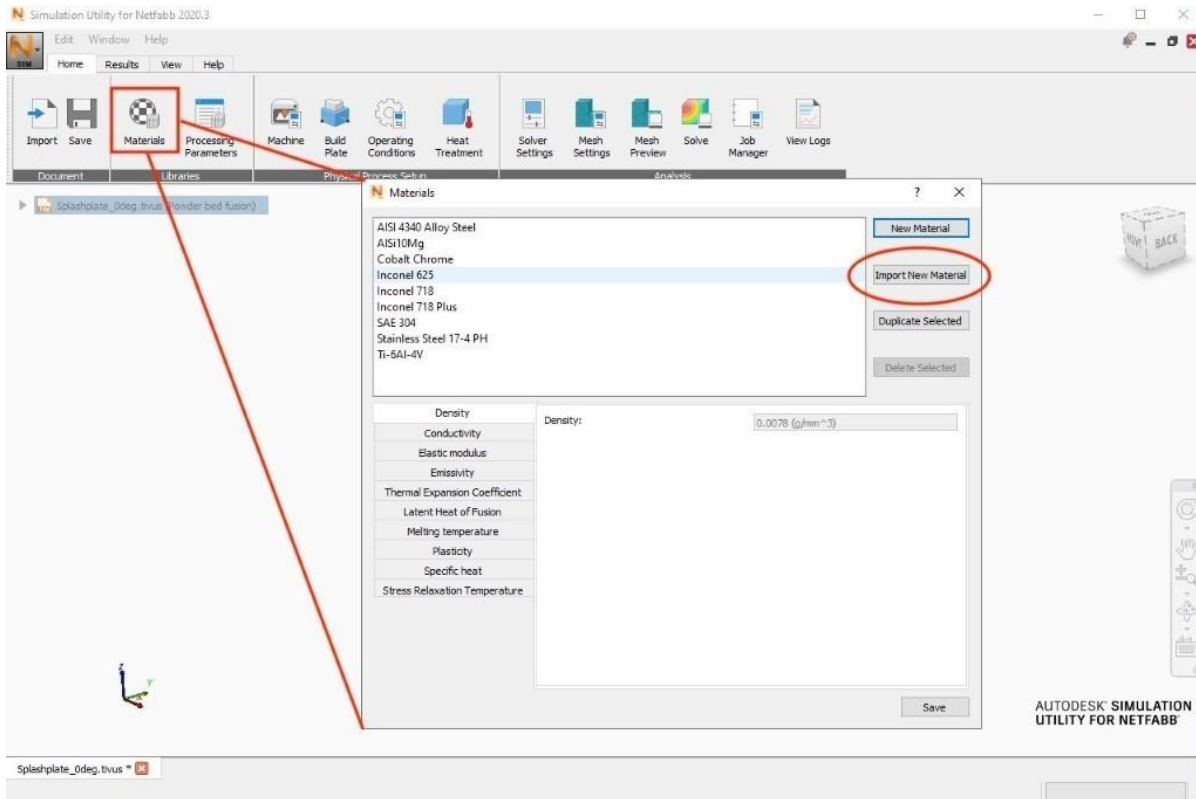 Simulation Utility for Netfabb 2020.3
Edit Window Help
SIM
Home Results View Help
Import Save Materials Processing Parameters Machine Build Plate Operating Conditions Heat Treatment Solver Settings Mesh Settings Mesh Preview Solve Job Manager View Logs
Document Libraries Physical Process Setup Analysis
Splashplate_0deg.tivus (Powder bed fusion)
Materials
AISI 4340 Alloy Steel
AlSi10Mg
Cobalt Chrome
Inconel 625
Inconel 718
Inconel 718 Plus
SAE 304
Stainless Steel 17-4 PH
Ti-6Al-4V
New Material
Import New Material
Duplicate Selected
Delete Selected
Density
Conductivity
Elastic modulus
Emissivity
Thermal Expansion Coefficient
Latent Heat of Fusion
Melting temperature
Plasticity
Specific heat
Stress Relaxation Temperature
Density: 0.0078 (g/mm^3)
Save
BACK
Z
Y
AUTODESK® SIMULATION
UTILITY FOR NETFABB®
Splashplate_0deg.tivus *